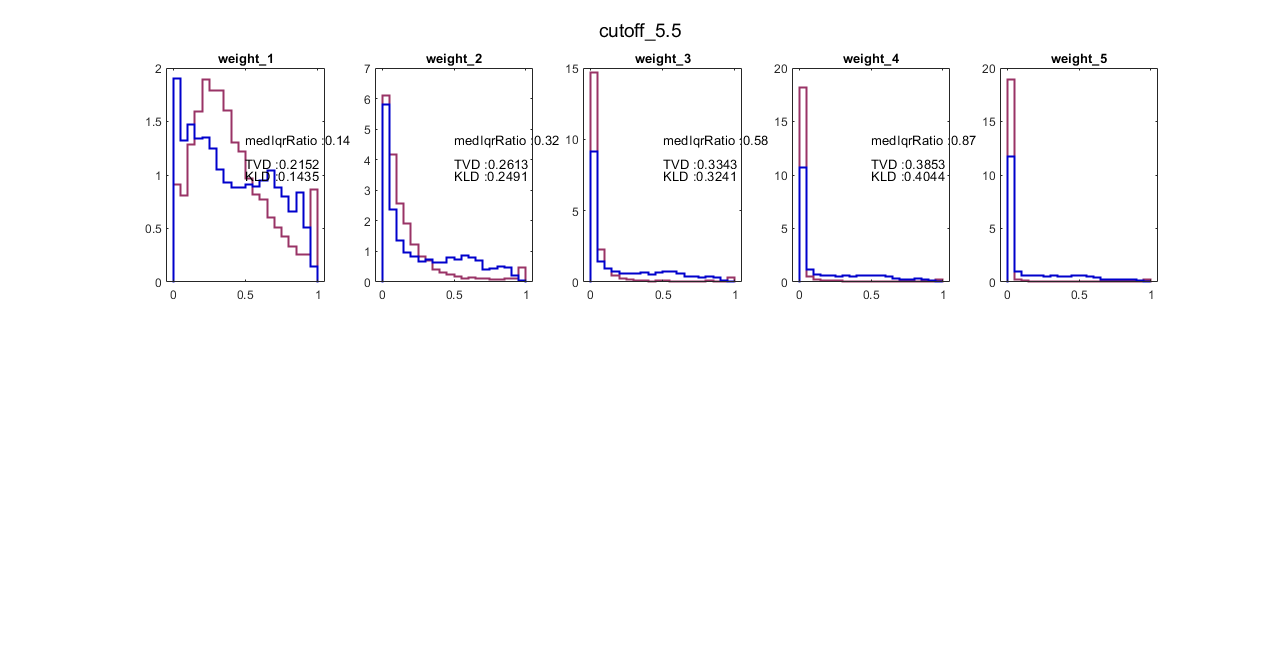 cutoff_5.5
weight_1
2
1.5
1
0.5
0
0
0.5
1
medIqrRatio :0.14
TVD :0.2152
KLD :0.1435
weight_2
7
6
5
4
3
2
1
0
0
0.5
1
medIqrRatio :0.32
TVD :0.2613
KLD :0.2491
weight_3
15
10
5
0
0
0.5
1
medIqrRatio :0.58
TVD :0.3343
KLD :0.3241
weight_4
20
15
10
5
0
0
0.5
1
medIqrRatio :0.87
TVD :0.3853
KLD :0.4044
weight_5
20
15
10
5
0
0
0.5
1